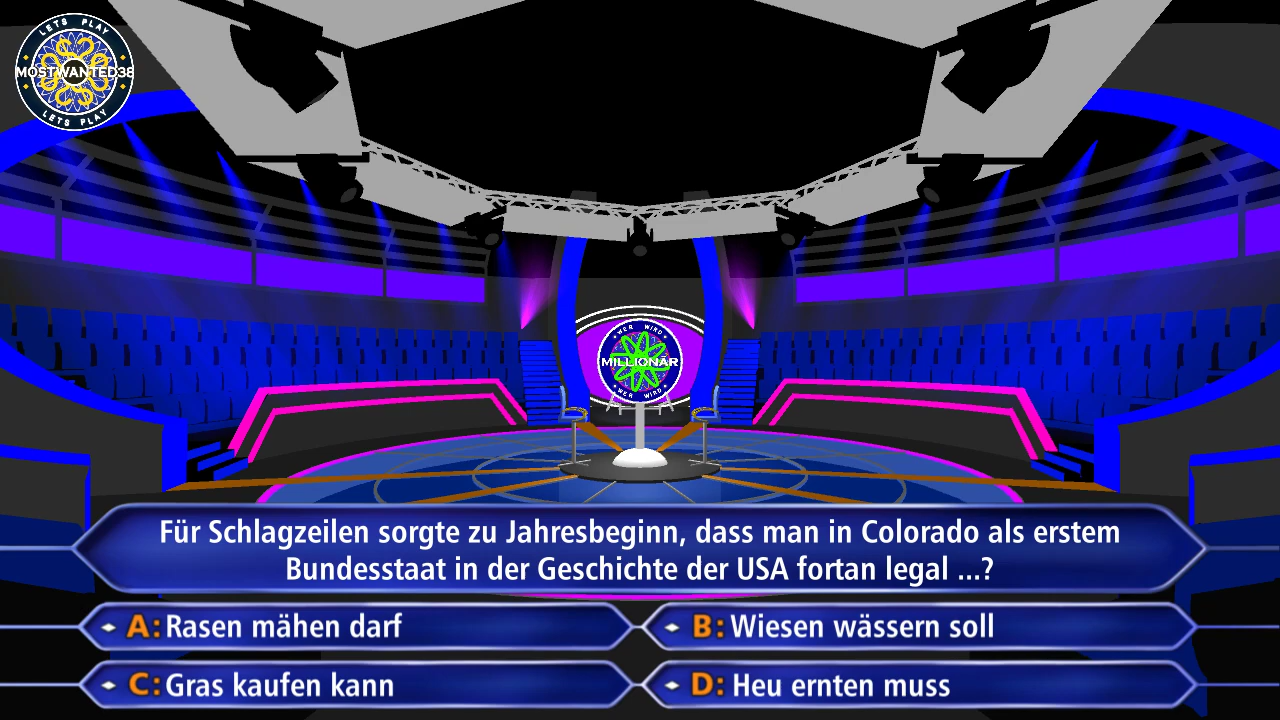 LETS PLAY
MOSTWANTED38
LETS PLAY
WER WIRD
MILLIONÄR
WER WIRD
Für Schlagzeilen sorgte zu Jahresbeginn, dass man in Colorado als erstem
Bundesstaat in der Geschichte der USA fortan legal ...?
A: Rasen mähen darf
B: Wiesen wässern soll
C: Gras kaufen kann
D: Heu ernten muss